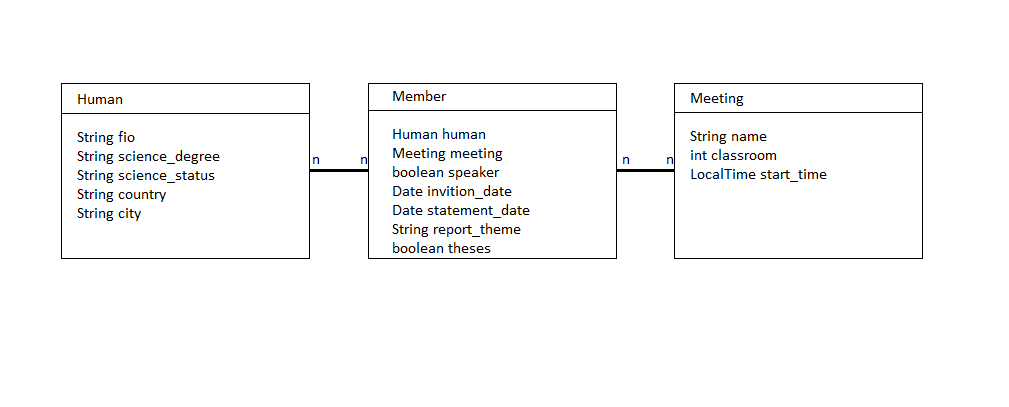 Human
String fio
String science_degree
String science_status
String country
String city
n n
Member
Human human
Meeting meeting
boolean speaker
Date invition_date
Date statement_date
String report_theme
boolean theses
n n
Meeting
String name
int classroom
LocalTime start_time